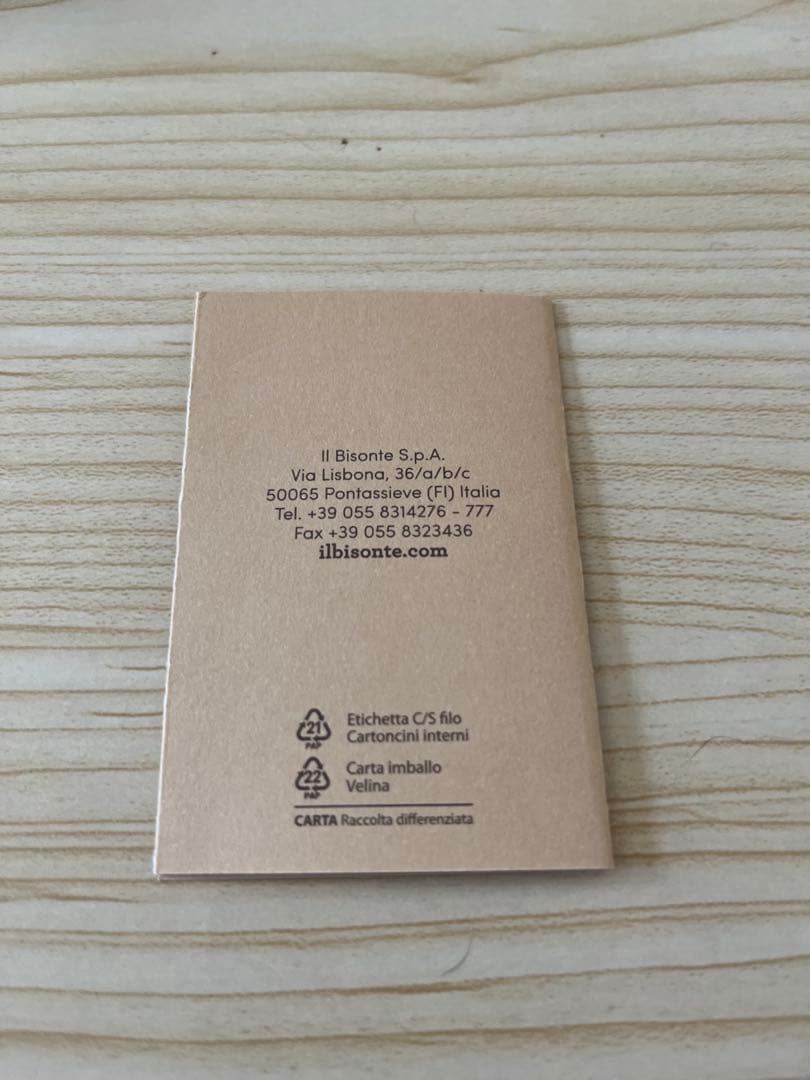 Il Bisonte S.p.A.
Via Lisbona, 36/a/b/c
50065 Pontassieve (FI) Italia
Tel. +39 055 8314276 - 777
Fax +39 055 8323436
ilbisonte.com
21
PAP
Etichetta C/S filo
Cartoncini interni
22
PAP
Carta imballo
Velina
CARTA Raccolta differenziata